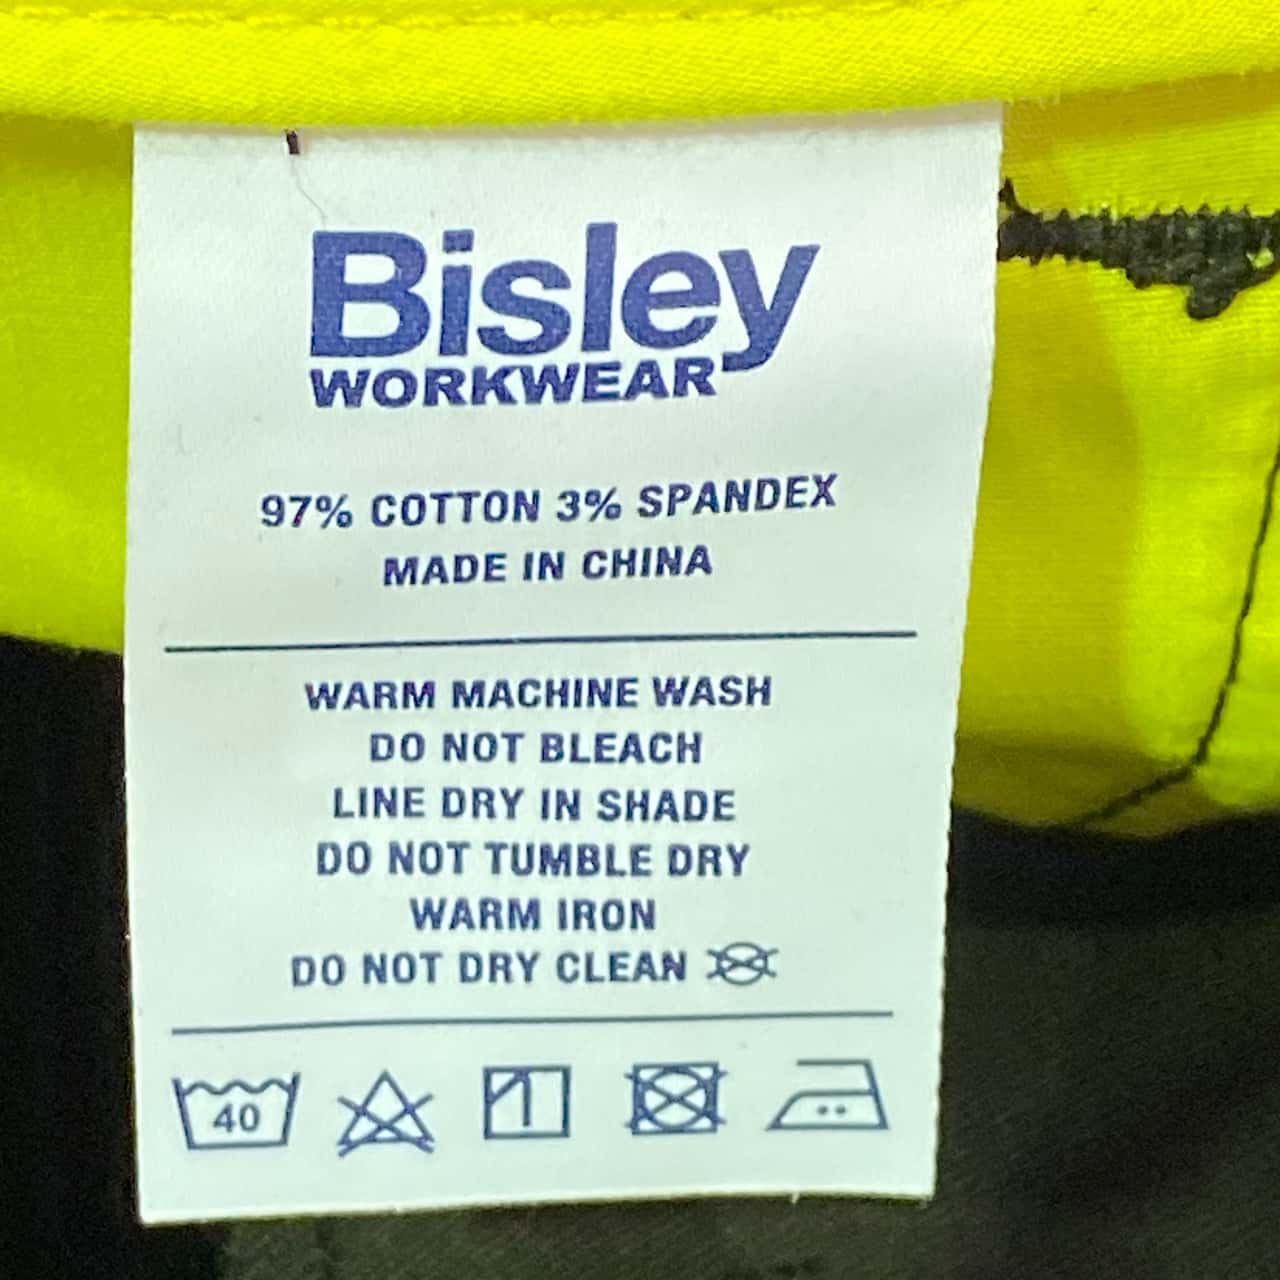 Bisley
WORKWEAR
97% COTTON 3% SPANDEX
MADE IN CHINA
WARM MACHINE WASH
DO NOT BLEACH
LINE DRY IN SHADE
DO NOT TUMBLE DRY
WARM IRON
DO NOT DRY CLEAN
40